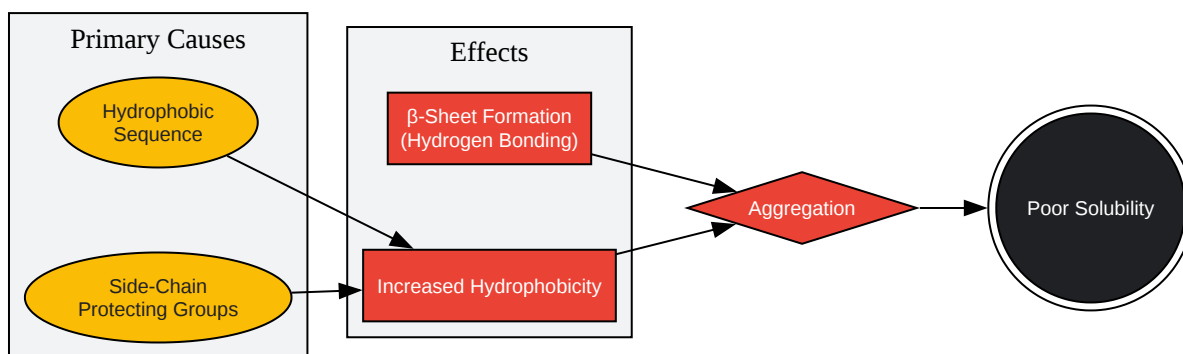 Primary Causes
Hydrophobic
Sequence
Side-Chain
Protecting Groups
Effects
β-Sheet Formation
(Hydrogen Bonding)
Increased Hydrophobicity
Aggregation
Poor Solubility